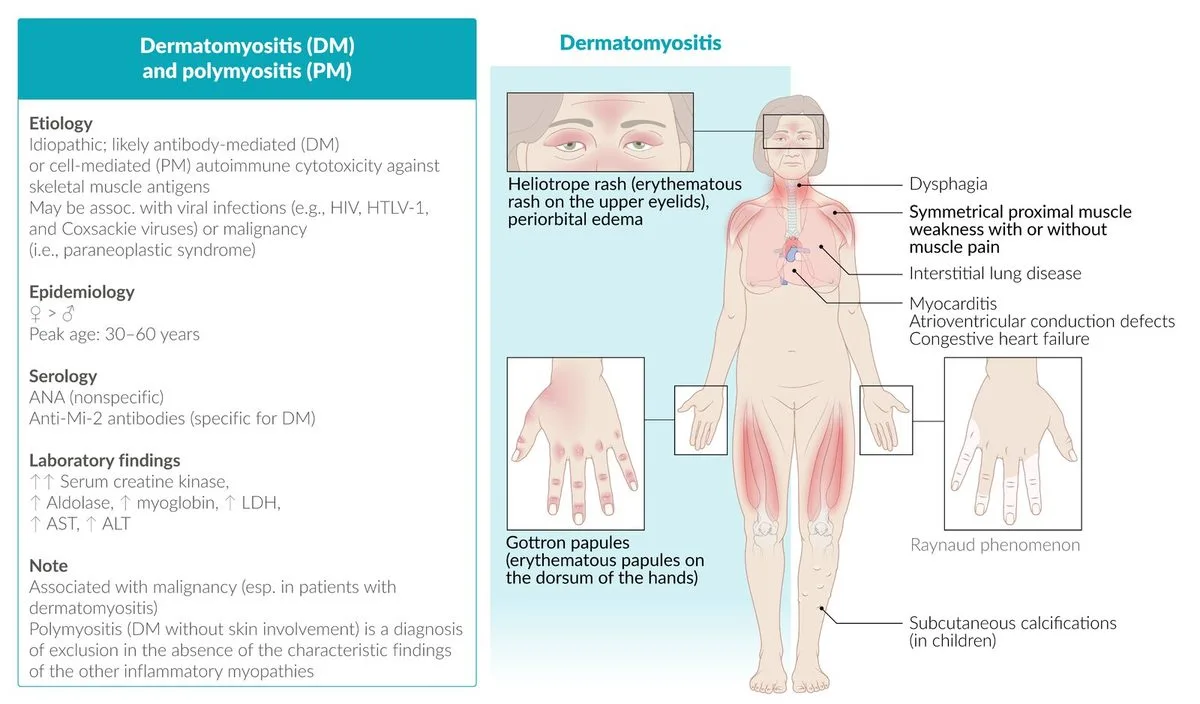 Dermatomyositis (DM)
and polymyositis (PM)
Etiology
Idiopathic; likely antibody-mediated (DM)
or cell-mediated (PM) autoimmune cytotoxicity against
skeletal muscle antigens
May be assoc. with viral infections (e.g., HIV, HTLV-1,
and Coxsackie viruses) or malignancy
(i.e., paraneoplastic syndrome)
Epidemiology
♀ > ♂
Peak age: 30–60 years
Serology
ANA (nonspecific)
Anti-Mi-2 antibodies (specific for DM)
Laboratory findings
↑↑ Serum creatine kinase,
↑ Aldolase, ↑ myoglobin, ↑ LDH,
↑ AST, ↑ ALT
Note
Associated with malignancy (esp. in patients with
dermatomyositis)
Polymyositis (DM without skin involvement) is a diagnosis
of exclusion in the absence of the characteristic findings
of the other inflammatory myopathies
Dermatomyositis
Heliotrope rash (erythematous
rash on the upper eyelids),
periorbital edema
Dysphagia
Symmetrical proximal muscle
weakness with or without
muscle pain
Interstitial lung disease
Myocarditis
Atrioventricular conduction defects
Congestive heart failure
Gottron papules
(erythematous papules on
the dorsum of the hands)
Raynaud phenomenon
Subcutaneous calcifications
(in children)